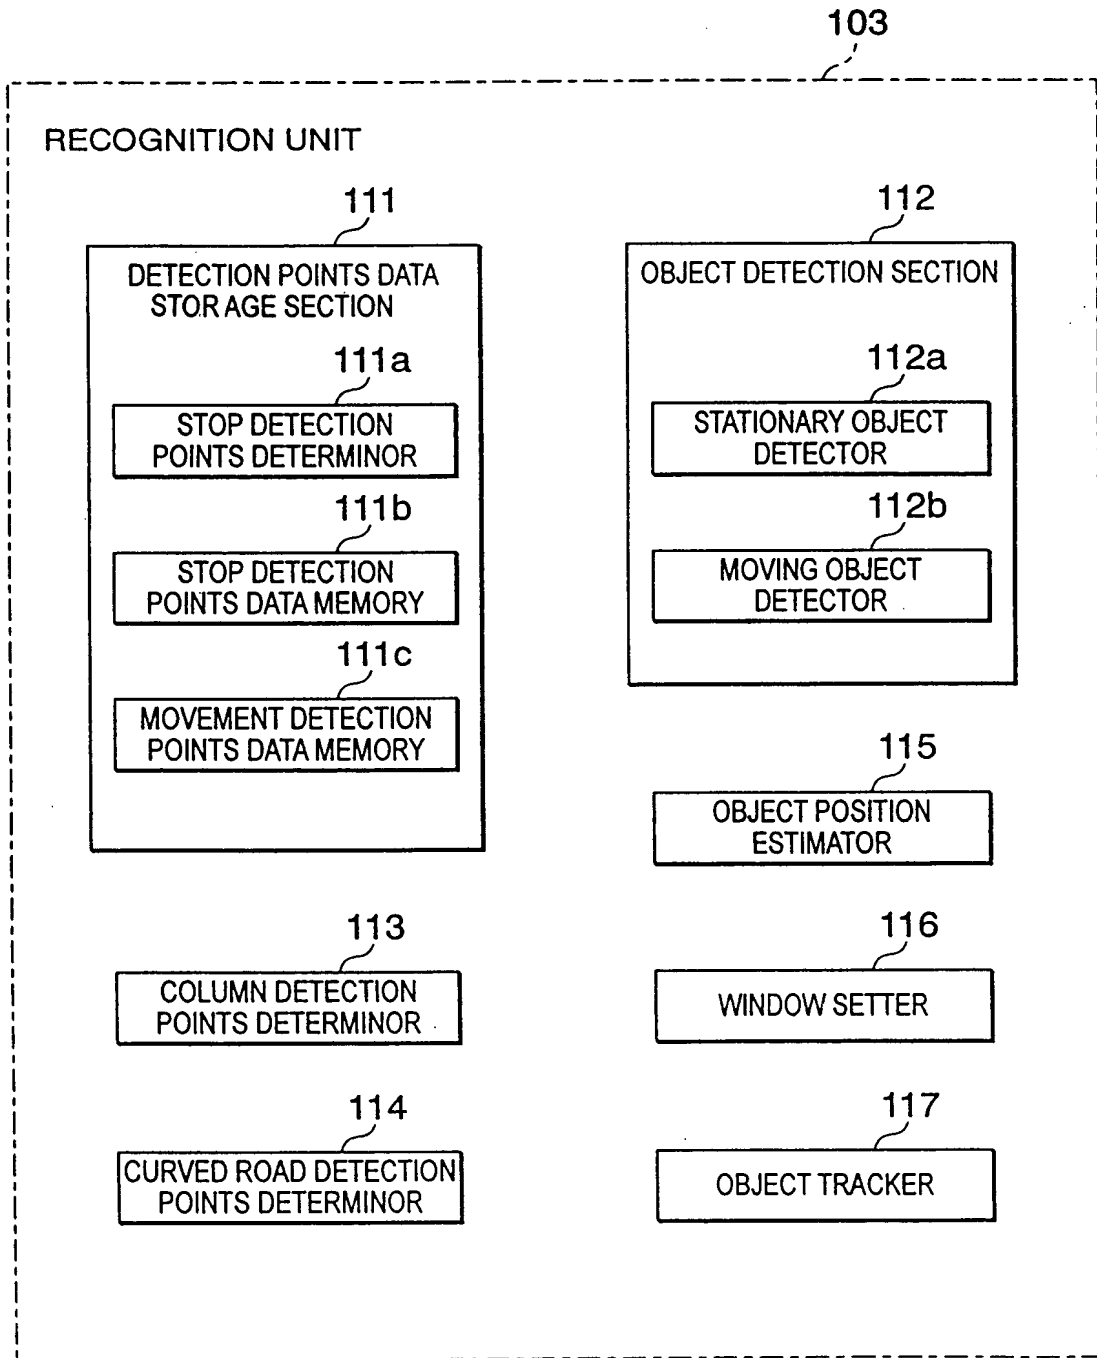 103
RECOGNITION UNIT
111
DETECTION POINTS DATA
STORAGE SECTION
111a
STOP DETECTION
POINTS DETERMINOR
111b
STOP DETECTION
POINTS DATA MEMORY
111c
MOVEMENT DETECTION
POINTS DATA MEMORY
112
OBJECT DETECTION SECTION
112a
STATIONARY OBJECT
DETECTOR
112b
MOVING OBJECT
DETECTOR
115
OBJECT POSITION
ESTIMATOR
113
COLUMN DETECTION
POINTS DETERMINOR
116
WINDOW SETTER
114
CURVED ROAD DETECTION
POINTS DETERMINOR
117
OBJECT TRACKER